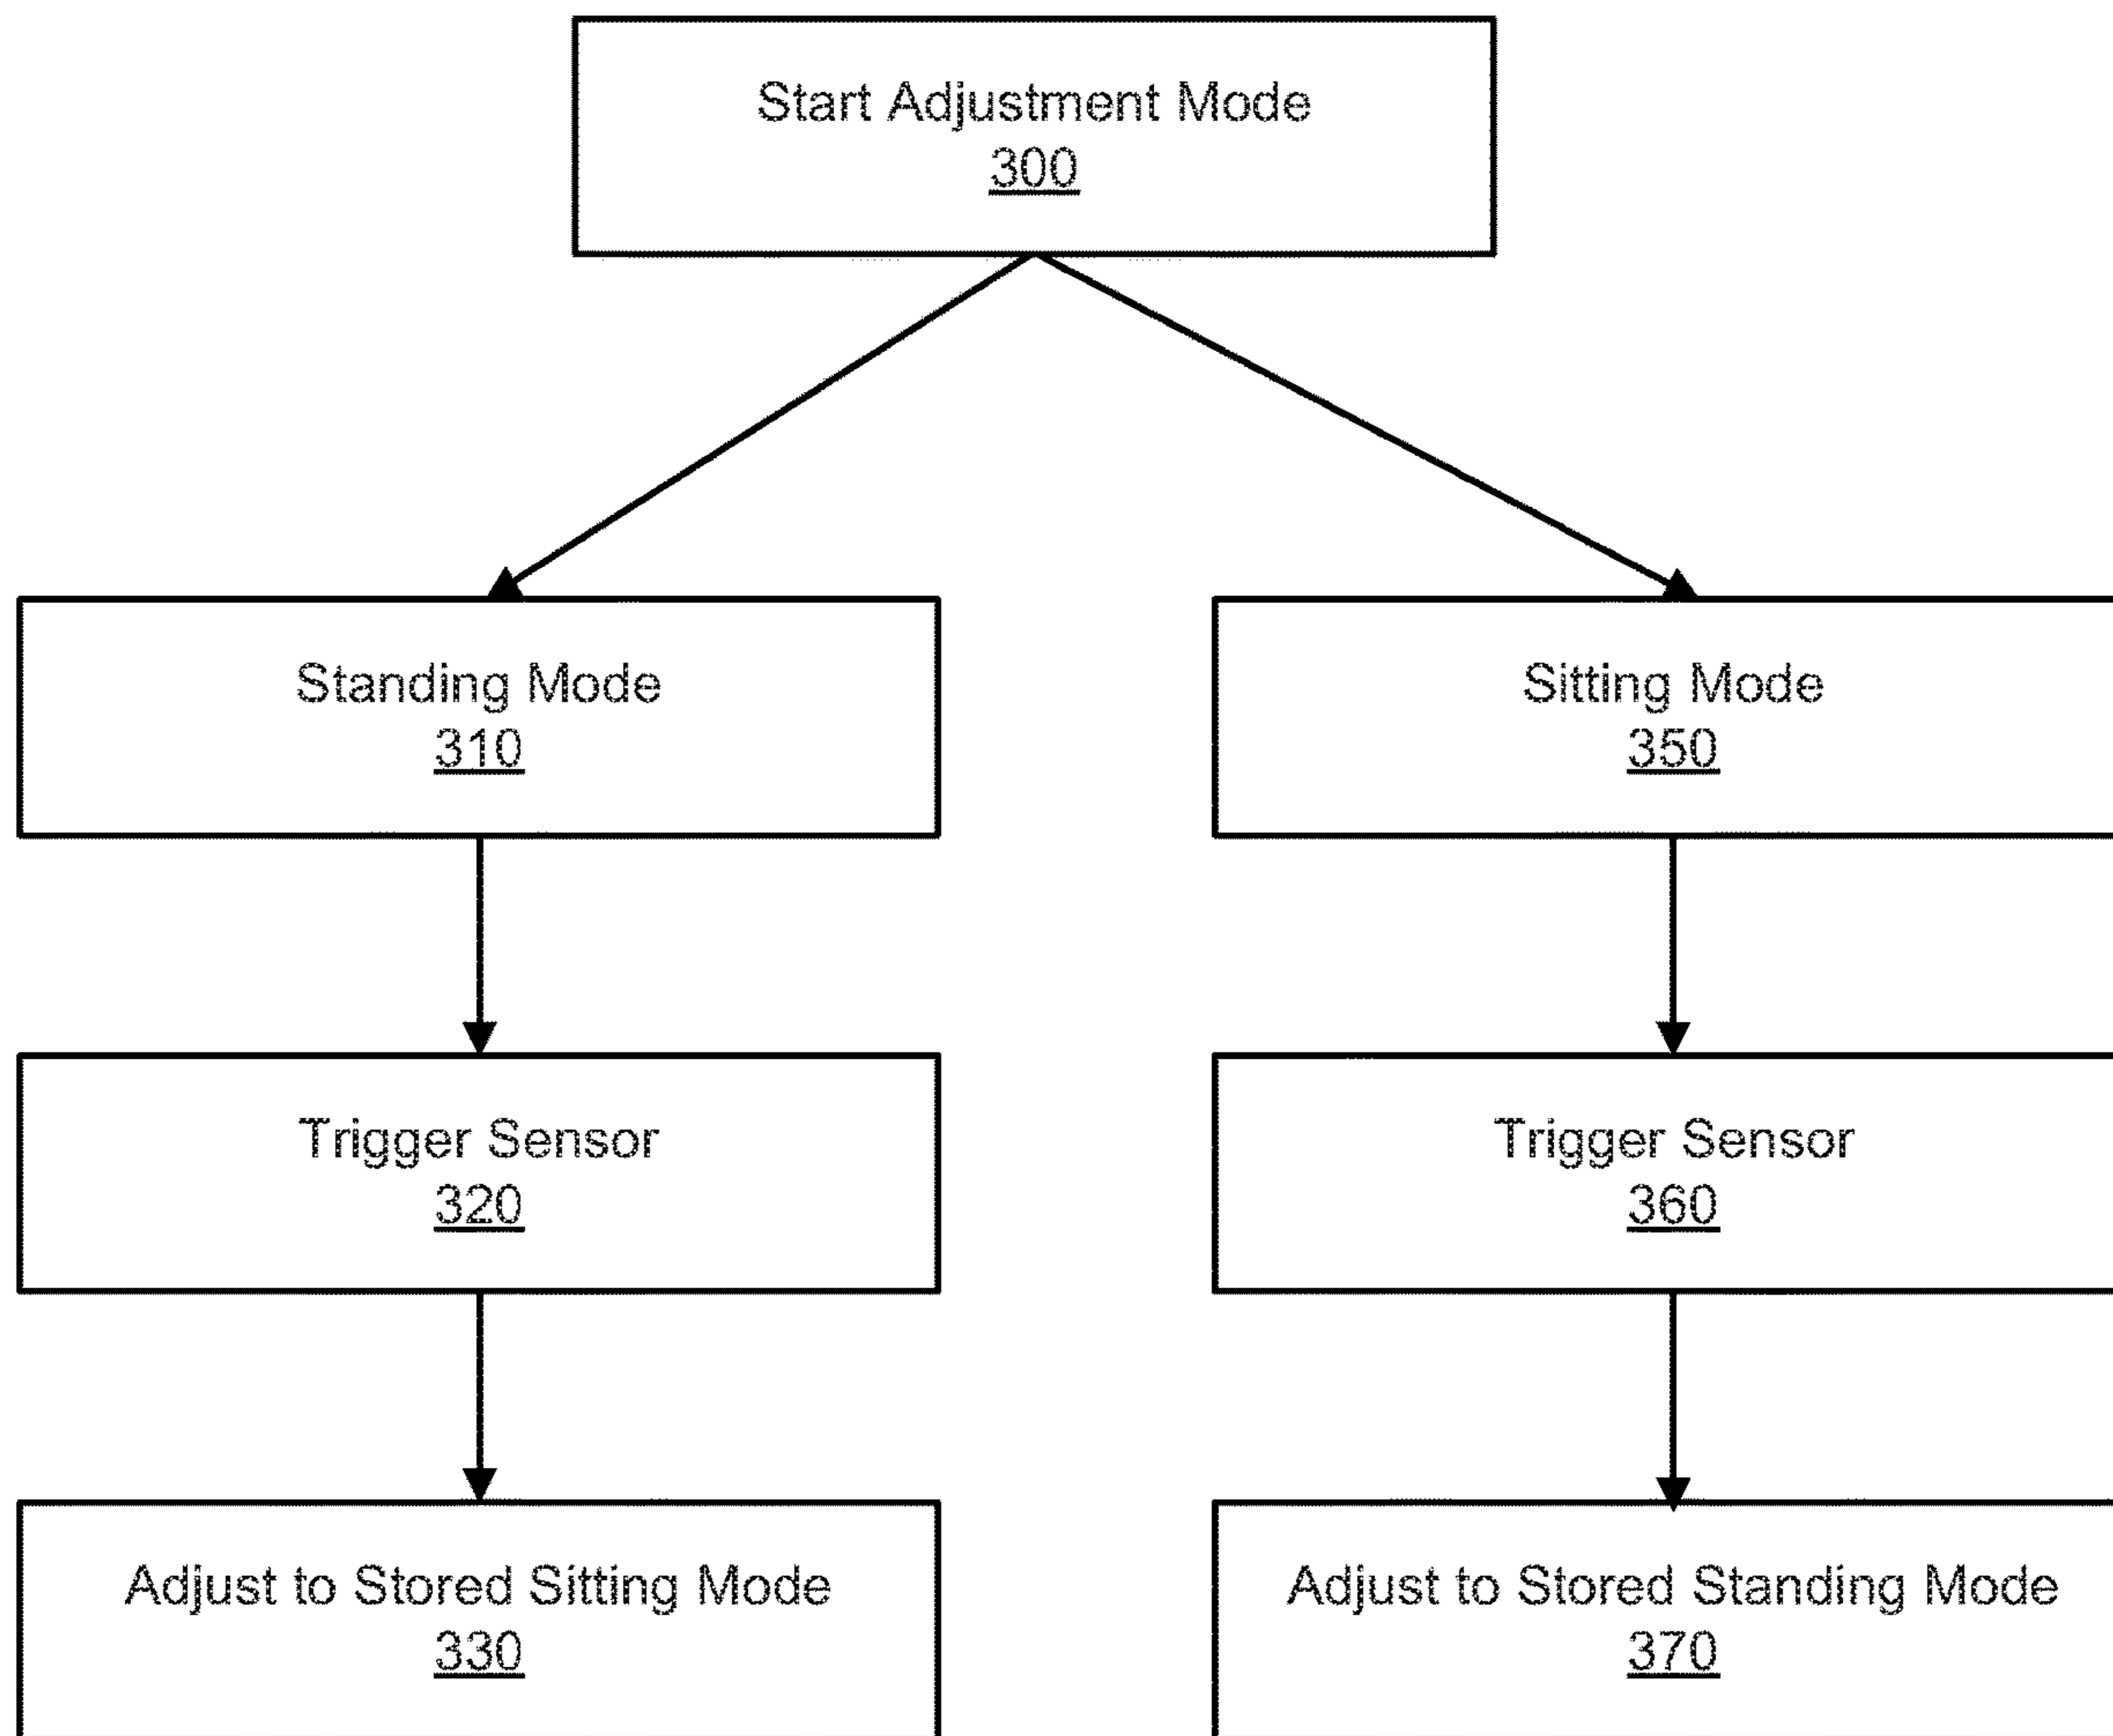 Start Adjustment Mode
300
Standing Mode
310
Sitting Mode
350
Trigger Sensor
320
Trigger Sensor
360
Adjust to Stored Sitting Mode
330
Adjust to Stored Standing Mode
370